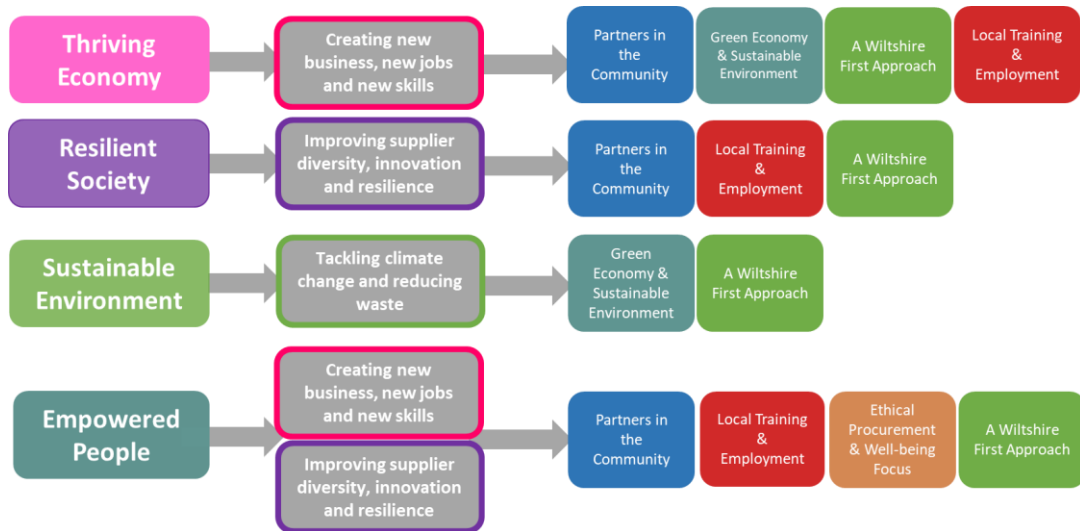 Thriving
Economy
Creating new
business, new jobs
and new skills
Partners in
the
Community
Green Economy
& Sustainable
Environment
A Wiltshire
First Approach
Local Training
&
Employment
Resilient
Society
Improving supplier
diversity, innovation
and resilience
Partners in
the
Community
Local Training
&
Employment
A Wiltshire
First Approach
Sustainable
Environment
Tackling climate
change and reducing
waste
Green
Economy &
Sustainable
Environment
A Wiltshire
First Approach
Empowered
People
Creating new
business, new jobs
and new skills
Improving supplier
diversity, innovation
and resilience
Partners in
the
Community
Local Training
&
Employment
Ethical
Procurement
& Well-being
Focus
A Wiltshire
First Approach